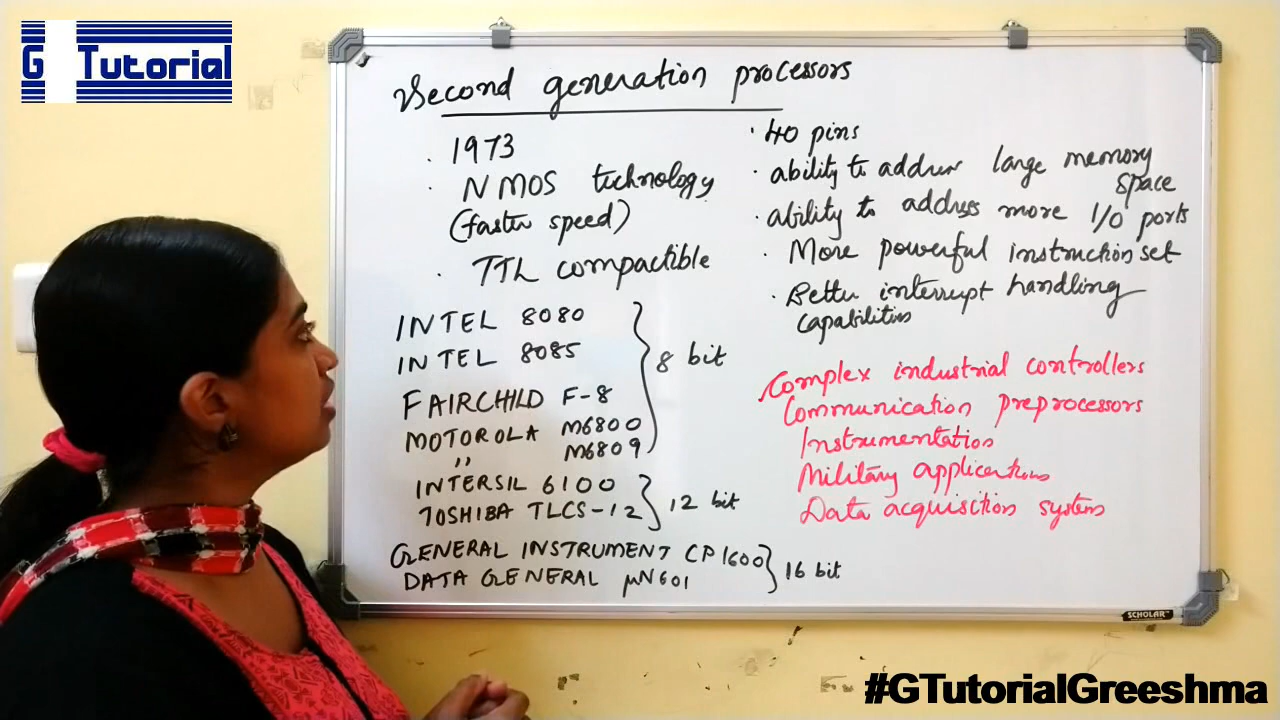 G Tutorial
Second generation processors
. 1973
. NMOS technology
(faster speed)
. TTL compactible
INTEL 8080
INTEL 8085
FAIRCHILD F-8
MOTOROLA M6800
" M6809
8 bit
INTERSIL 6100
TOSHIBA TLCS-12
12 bit
GENERAL INSTRUMENT CP1600
DATA GENERAL μN601
16 bit
. 40 pins
. ability to address large memory
space
. ability to address more I/O ports
. More powerful instruction set
. Better interrupt handling
capabilities
Complex industrial controllers
Communication preprocessors
Instrumentation
Military applications
Data acquisition systems
SCHOLAR
#GTutorialGreeshma